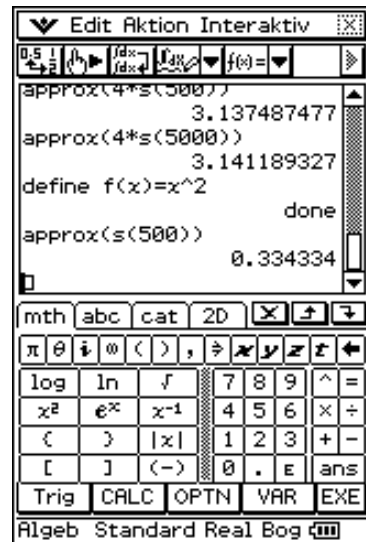 Edit Aktion Interaktiv
approx(4*s(500))
3.137487477
approx(4*s(5000))
3.141189327
define f(x)=x^2
done
approx(s(500))
0.334334
mth abc cat 2D
π θ i ∞ ( ) , ⇒ x y z t
log ln √ 7 8 9 ^ =
x² eˣ x⁻¹ 4 5 6 × ÷
( ) |x| 1 2 3 + −
[ ] (−) 0 . E ans
Trig CALC OPTN VAR EXE
Algeb Standard Real Bog